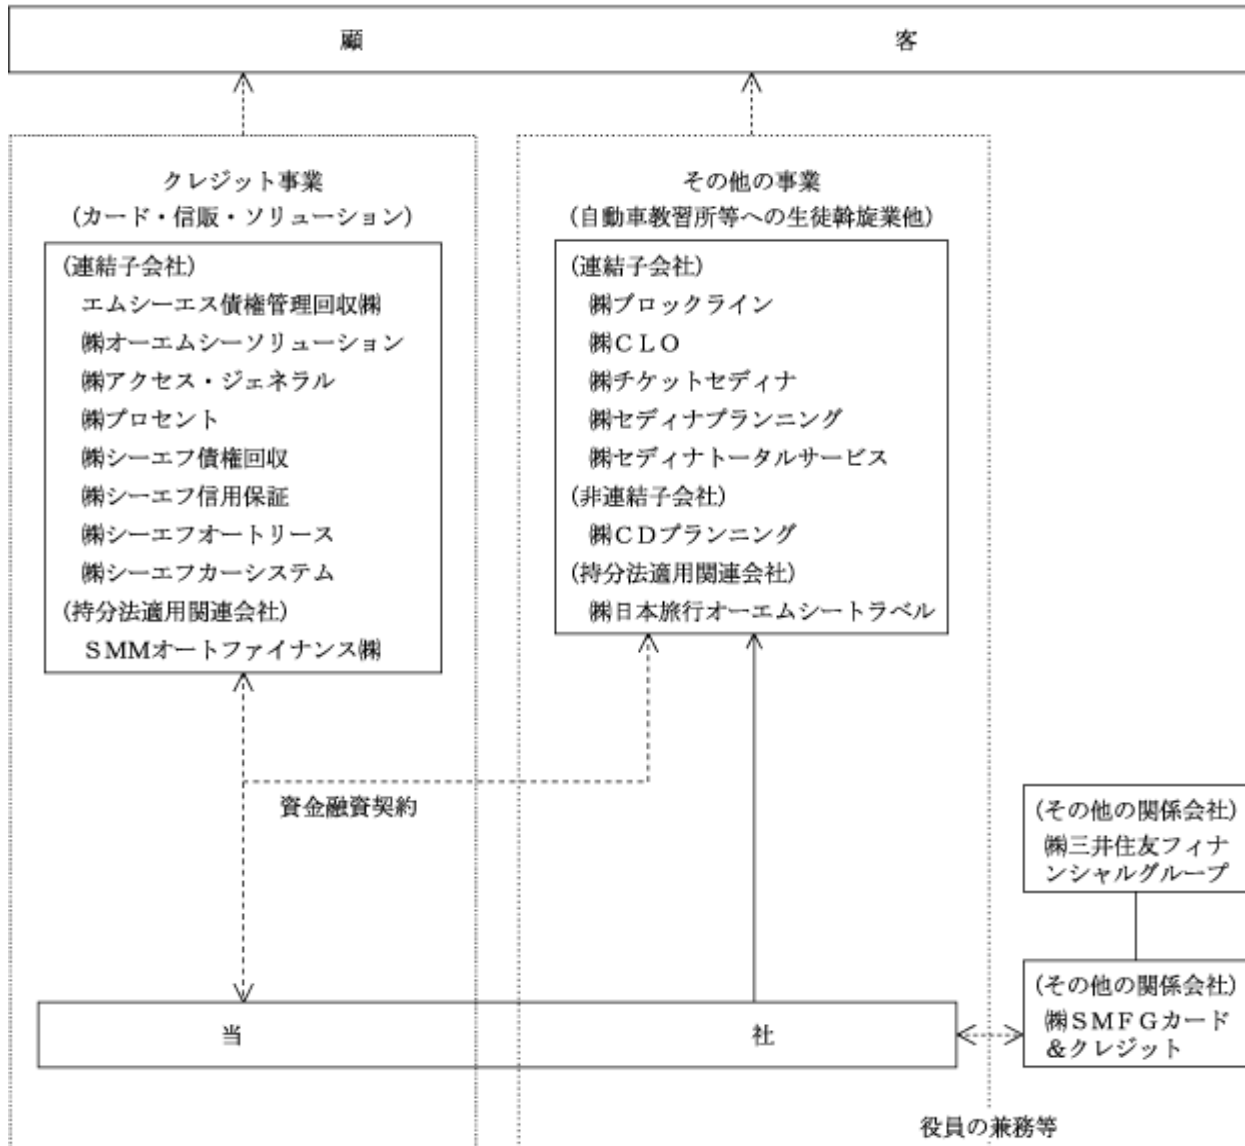 顧客
クレジット事業
(カード・信販・ソリューション)
(連結子会社)
エムシーエス債権管理回収㈱
㈱オーエムシーソリューション
㈱アクセス・ジェネラル
㈱プロセント
㈱シーエフ債権回収
㈱シーエフ信用保証
㈱シーエフオートリース
㈱シーエフカーシステム
(持分法適用関連会社)
ＳＭＭオートファイナンス㈱
その他の事業
(自動車教習所等への生徒斡旋業他)
(連結子会社)
㈱ブロックライン
㈱ＣＬＯ
㈱チケットセディナ
㈱セディナプランニング
㈱セディナトータルサービス
(非連結子会社)
㈱ＣＤプランニング
(持分法適用関連会社)
㈱日本旅行オーエムシートラベル
資金融資契約
(その他の関係会社)
㈱三井住友フィナ
ンシャルグループ
(その他の関係会社)
㈱ＳＭＦＧカード
＆クレジット
当社
役員の兼務等